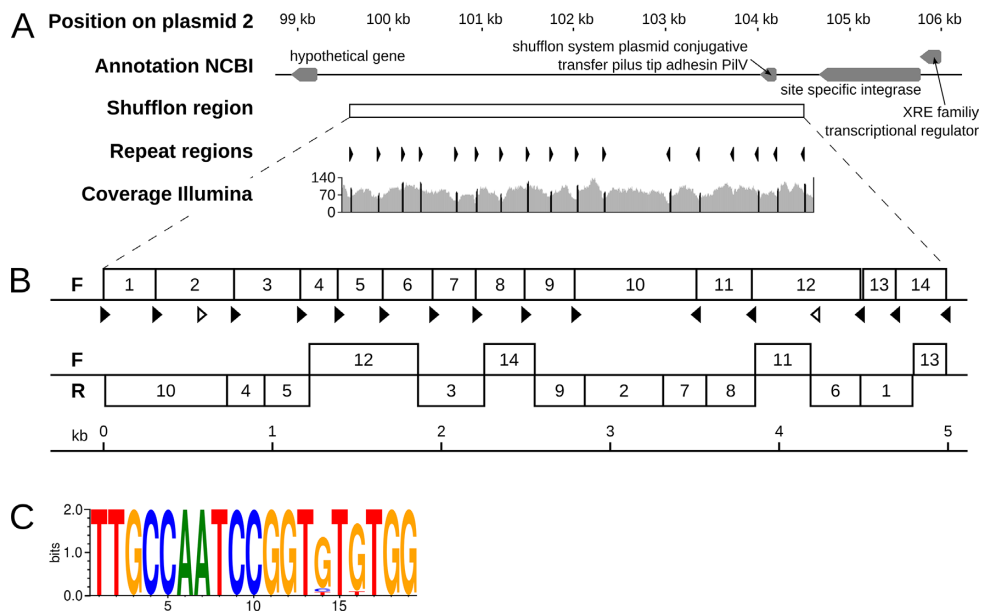 A
Position on plasmid 2
99 kb 100 kb 101 kb 102 kb 103 kb 104 kb 105 kb 106 kb
Annotation NCBI
hypothetical gene
shufflon system plasmid conjugative
transfer pilus tip adhesin PilV
site specific integrase
XRE familiy
transcriptional regulator
Shufflon region
Repeat regions
Coverage Illumina
140
70
0
B
F 1 2 3 4 5 6 7 8 9 10 11 12 13 14
F 12 14 11 13
R 10 4 5 3 9 2 7 8 6 1
kb 0 1 2 3 4 5
C
2.0
1.0
0.0
bits
TTGCCAATCCGGTGTGTGG
5 10 15